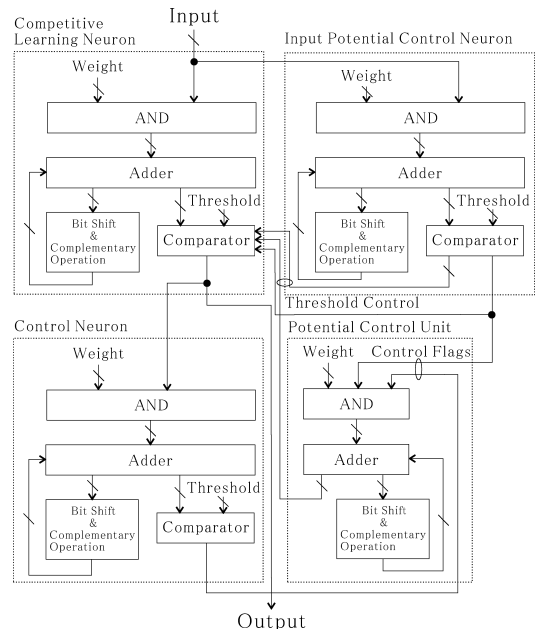 Input
Competitive
Learning Neuron
Weight
AND
Adder
Threshold
Bit Shift
&
Complementary
Operation
Comparator
Input Potential Control Neuron
Weight
AND
Adder
Threshold
Bit Shift
&
Complementary
Operation
Comparator
Threshold Control
Control Neuron
Weight
AND
Adder
Threshold
Bit Shift
&
Complementary
Operation
Comparator
Potential Control Unit
Weight
Control Flags
AND
Adder
Bit Shift
&
Complementary
Operation
Output